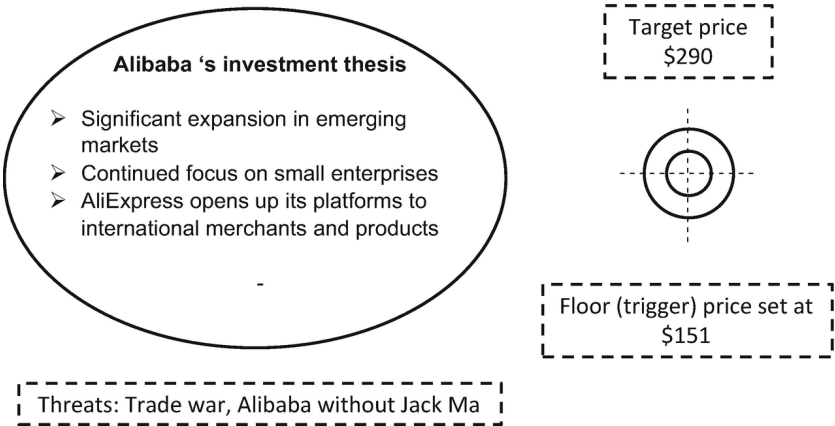 Alibaba 's investment thesis
➢ Significant expansion in emerging
markets
➢ Continued focus on small enterprises
➢ AliExpress opens up its platforms to
international merchants and products
-
Target price
$290
Floor (trigger) price set at
$151
Threats: Trade war, Alibaba without Jack Ma